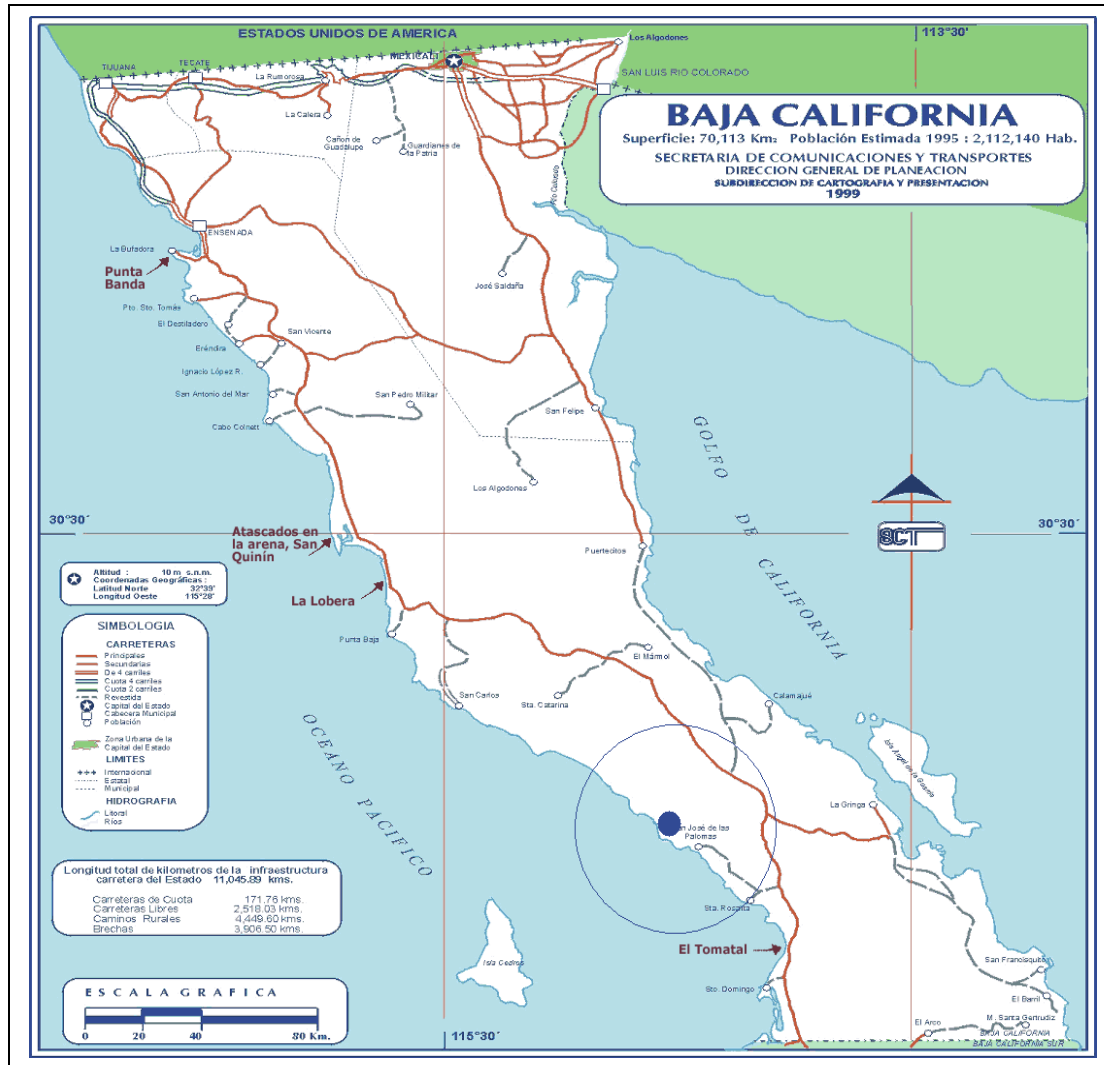 ESTADOS UNIDOS DE AMERICA
113°30'
Los Algodones
MEXICALI
TIJUANA
TECATE
La Rumorosa
SAN LUIS RIO COLORADO
La Calera
Cañon de
Guadalupe
Guardianes de
la Patria
BAJA CALIFORNIA
Superficie: 70,113 Km2 Población Estimada 1995 : 2,112,140 Hab.
SECRETARIA DE COMUNICACIONES Y TRANSPORTES
DIRECCION GENERAL DE PLANEACION
SUBDIRECCION DE CARTOGRAFIA Y PRESENTACION
1999
Río Colorado
ENSENADA
La Bufadora
Punta
Banda
José Saldaña
Pto. Sto. Tomás
El Destiladero
San Vicente
Eréndira
Ignacio López R.
San Antonio del Mar
San Pedro Militar
Cabo Colnett
San Felipe
Los Algodones
GOLFO DE CALIFORNIA
30°30´
30°30´
SCT
Atascados en
la arena, San
Quinín
Puertecitos
Altitud : 10 m s.n.m.
Coordenadas Geográficas :
Latitud Norte 32°39'
Longitud Oeste 115°28'
La Lobera
SIMBOLOGIA
CARRETERAS
Principales
Secundarias
De 4 carriles
Cuota 4 carriles
Cuota 2 carriles
Revestida
Capital del Estado
Cabecera Municipal
Población
Zona Urbana de la
Capital del Estado
LIMITES
Internacional
Estatal
Municipal
HIDROGRAFIA
Litoral
Ríos
Punta Baja
El Mármol
San Carlos
Sta. Catarina
Catamajué
OCEANO PACIFICO
Isla Angel de la Guarda
La Gringa
José de las
Palomas
Longitud total de kilometros de la infraestructura
carretera del Estado 11,045.89 kms.
Carreteras de Cuota 171.76 kms.
Carreteras Libres 2,518.03 kms.
Caminos Rurales 4,449.60 kms.
Brechas 3,906.50 kms.
Sta. Rosalia
El Tomatal
Isla Cedros
San Francisquito
Sto. Domingo
El Barril
M. Santa Gertrudiz
El Arco
BAJA CALIFORNIA
BAJA CALIFORNIA SUR
ESCALA GRAFICA
0 20 40 80 Km.
115°30´